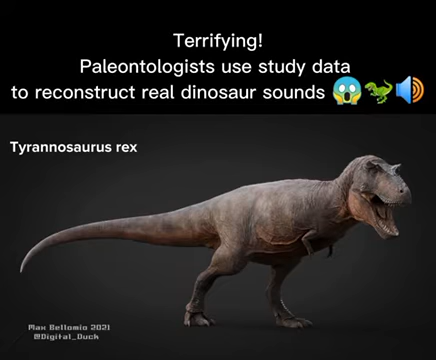 Terrifying!
Paleontologists use study data
to reconstruct real dinosaur sounds 😱🦖🔊
Tyrannosaurus rex
Max Bellomio 2021
@Digital_Duck